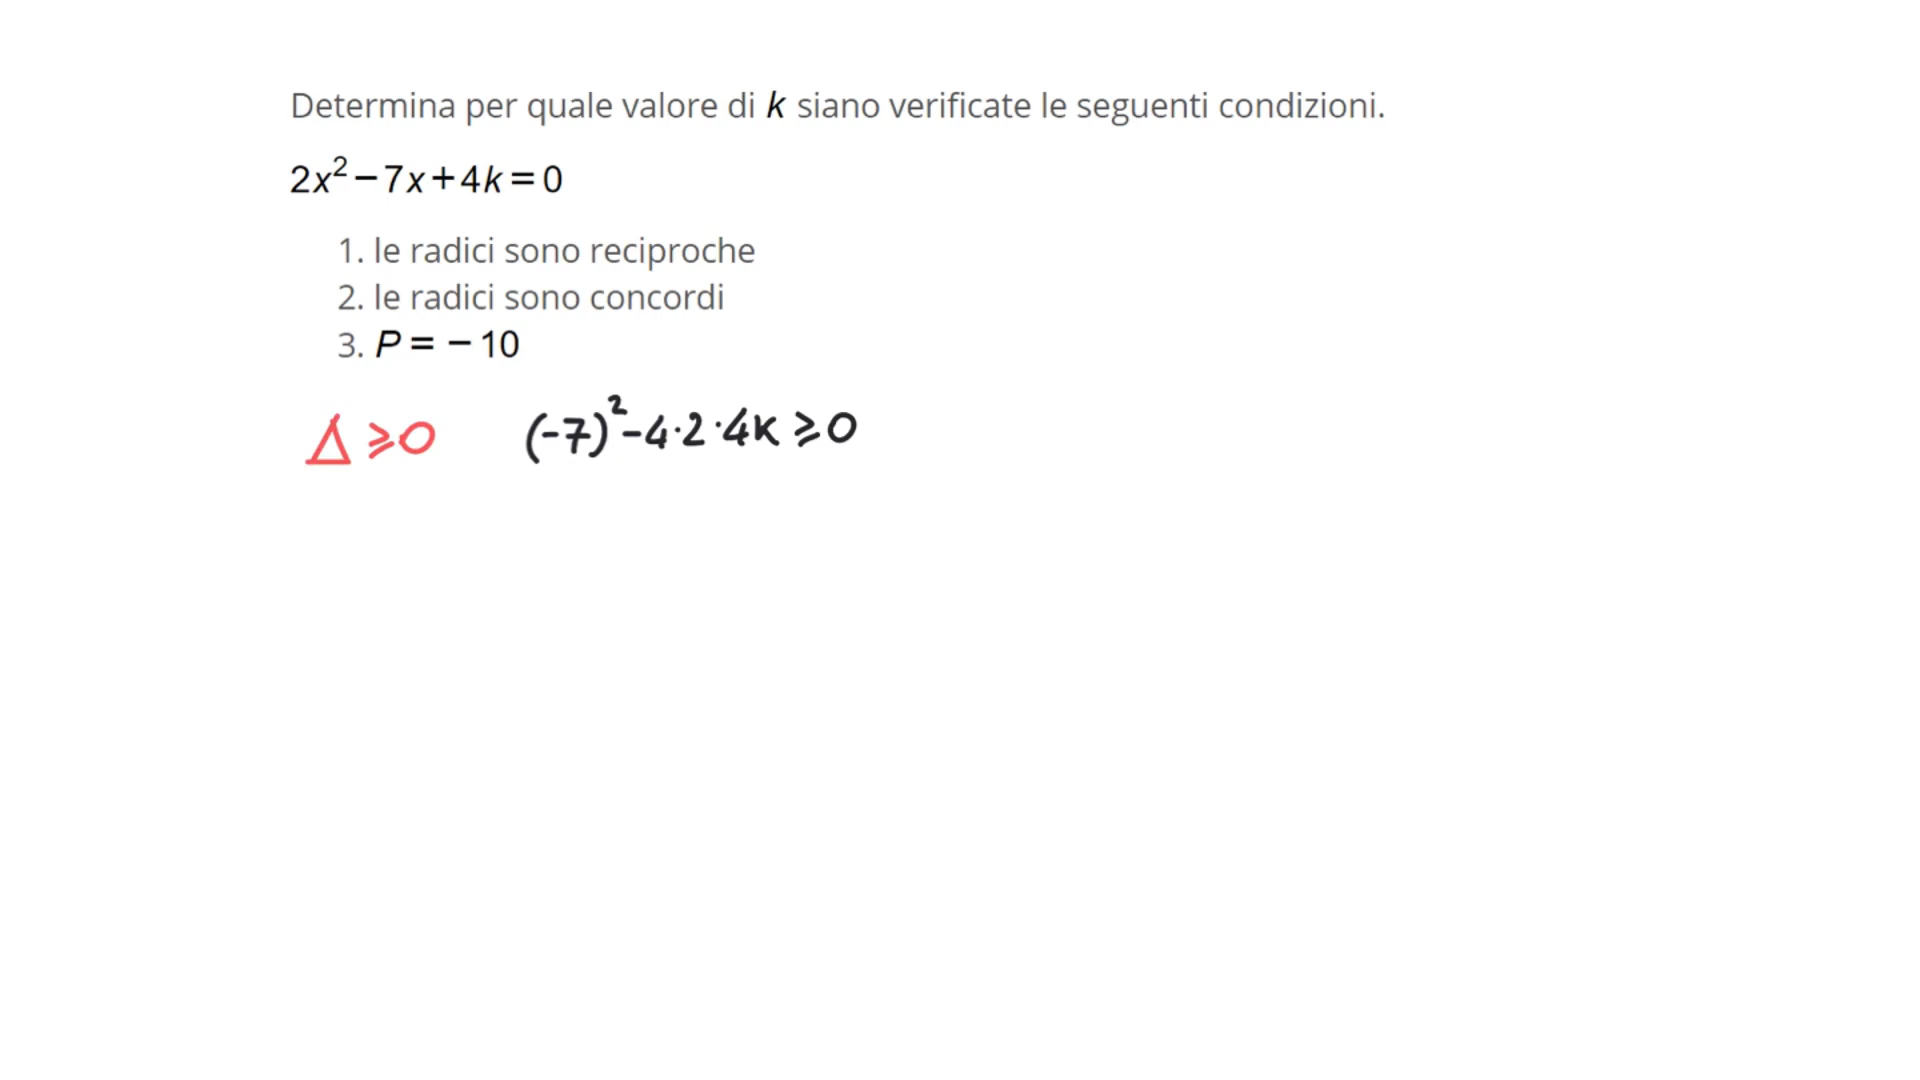 Determina per quale valore di k siano verificate le seguenti condizioni.
2x² − 7x + 4k = 0
1. le radici sono reciproche
2. le radici sono concordi
3. P = − 10
Δ ⩾ 0 (-7)² - 4·2·4k ⩾ 0